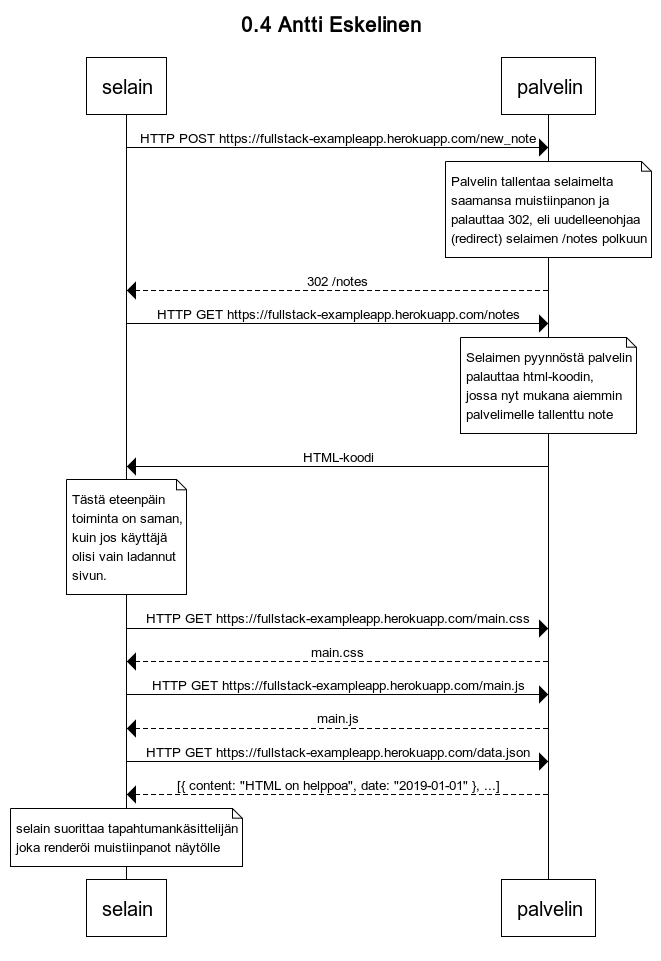 0.4 Antti Eskelinen
selain
palvelin
HTTP POST https://fullstack-exampleapp.herokuapp.com/new_note
Palvelin tallentaa selaimelta
saamansa muistiinpanon ja
palauttaa 302, eli uudelleenohjaa
(redirect) selaimen /notes polkuun
302 /notes
HTTP GET https://fullstack-exampleapp.herokuapp.com/notes
Selaimen pyynnöstä palvelin
palauttaa html-koodin,
jossa nyt mukana aiemmin
palvelimelle tallenttu note
HTML-koodi
Tästä eteenpäin
toiminta on saman,
kuin jos käyttäjä
olisi vain ladannut
sivun.
HTTP GET https://fullstack-exampleapp.herokuapp.com/main.css
main.css
HTTP GET https://fullstack-exampleapp.herokuapp.com/main.js
main.js
HTTP GET https://fullstack-exampleapp.herokuapp.com/data.json
[{ content: "HTML on helppoa", date: "2019-01-01" }, ...]
selain suorittaa tapahtumankäsittelijän
joka renderöi muistiinpanot näytölle
selain
palvelin